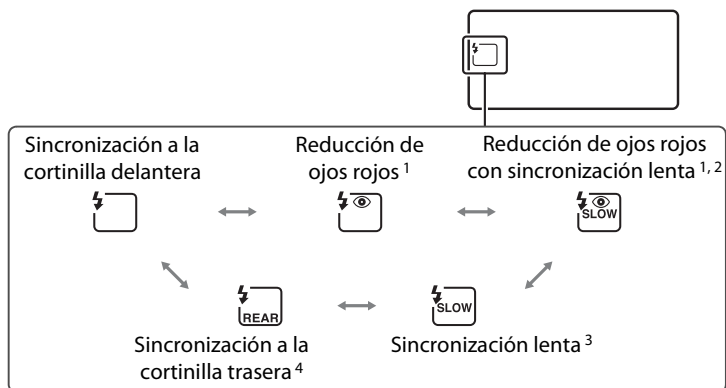 Sincronización a la
cortinilla delantera
Reducción de
ojos rojos 1
Reducción de ojos rojos
con sincronización lenta 1, 2
SLOW
REAR
SLOW
Sincronización a la
cortinilla trasera 4
Sincronización lenta 3